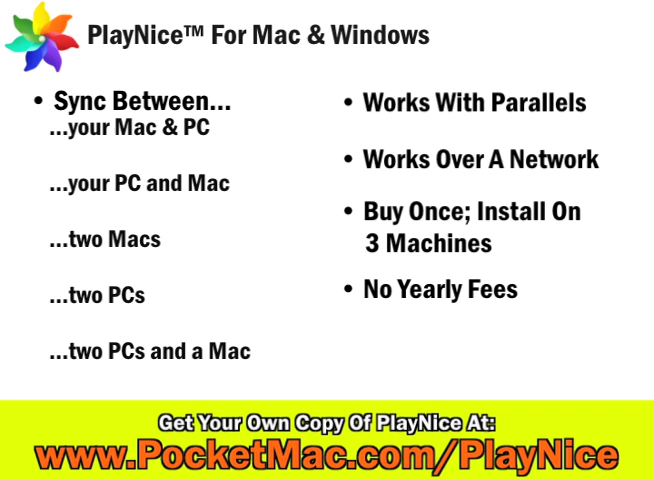 PlayNice™ For Mac & Windows
• Sync Between...
...your Mac & PC
...your PC and Mac
...two Macs
...two PCs
...two PCs and a Mac
• Works With Parallels
• Works Over A Network
• Buy Once; Install On
3 Machines
• No Yearly Fees
Get Your Own Copy Of PlayNice At:
www.PocketMac.com/PlayNice